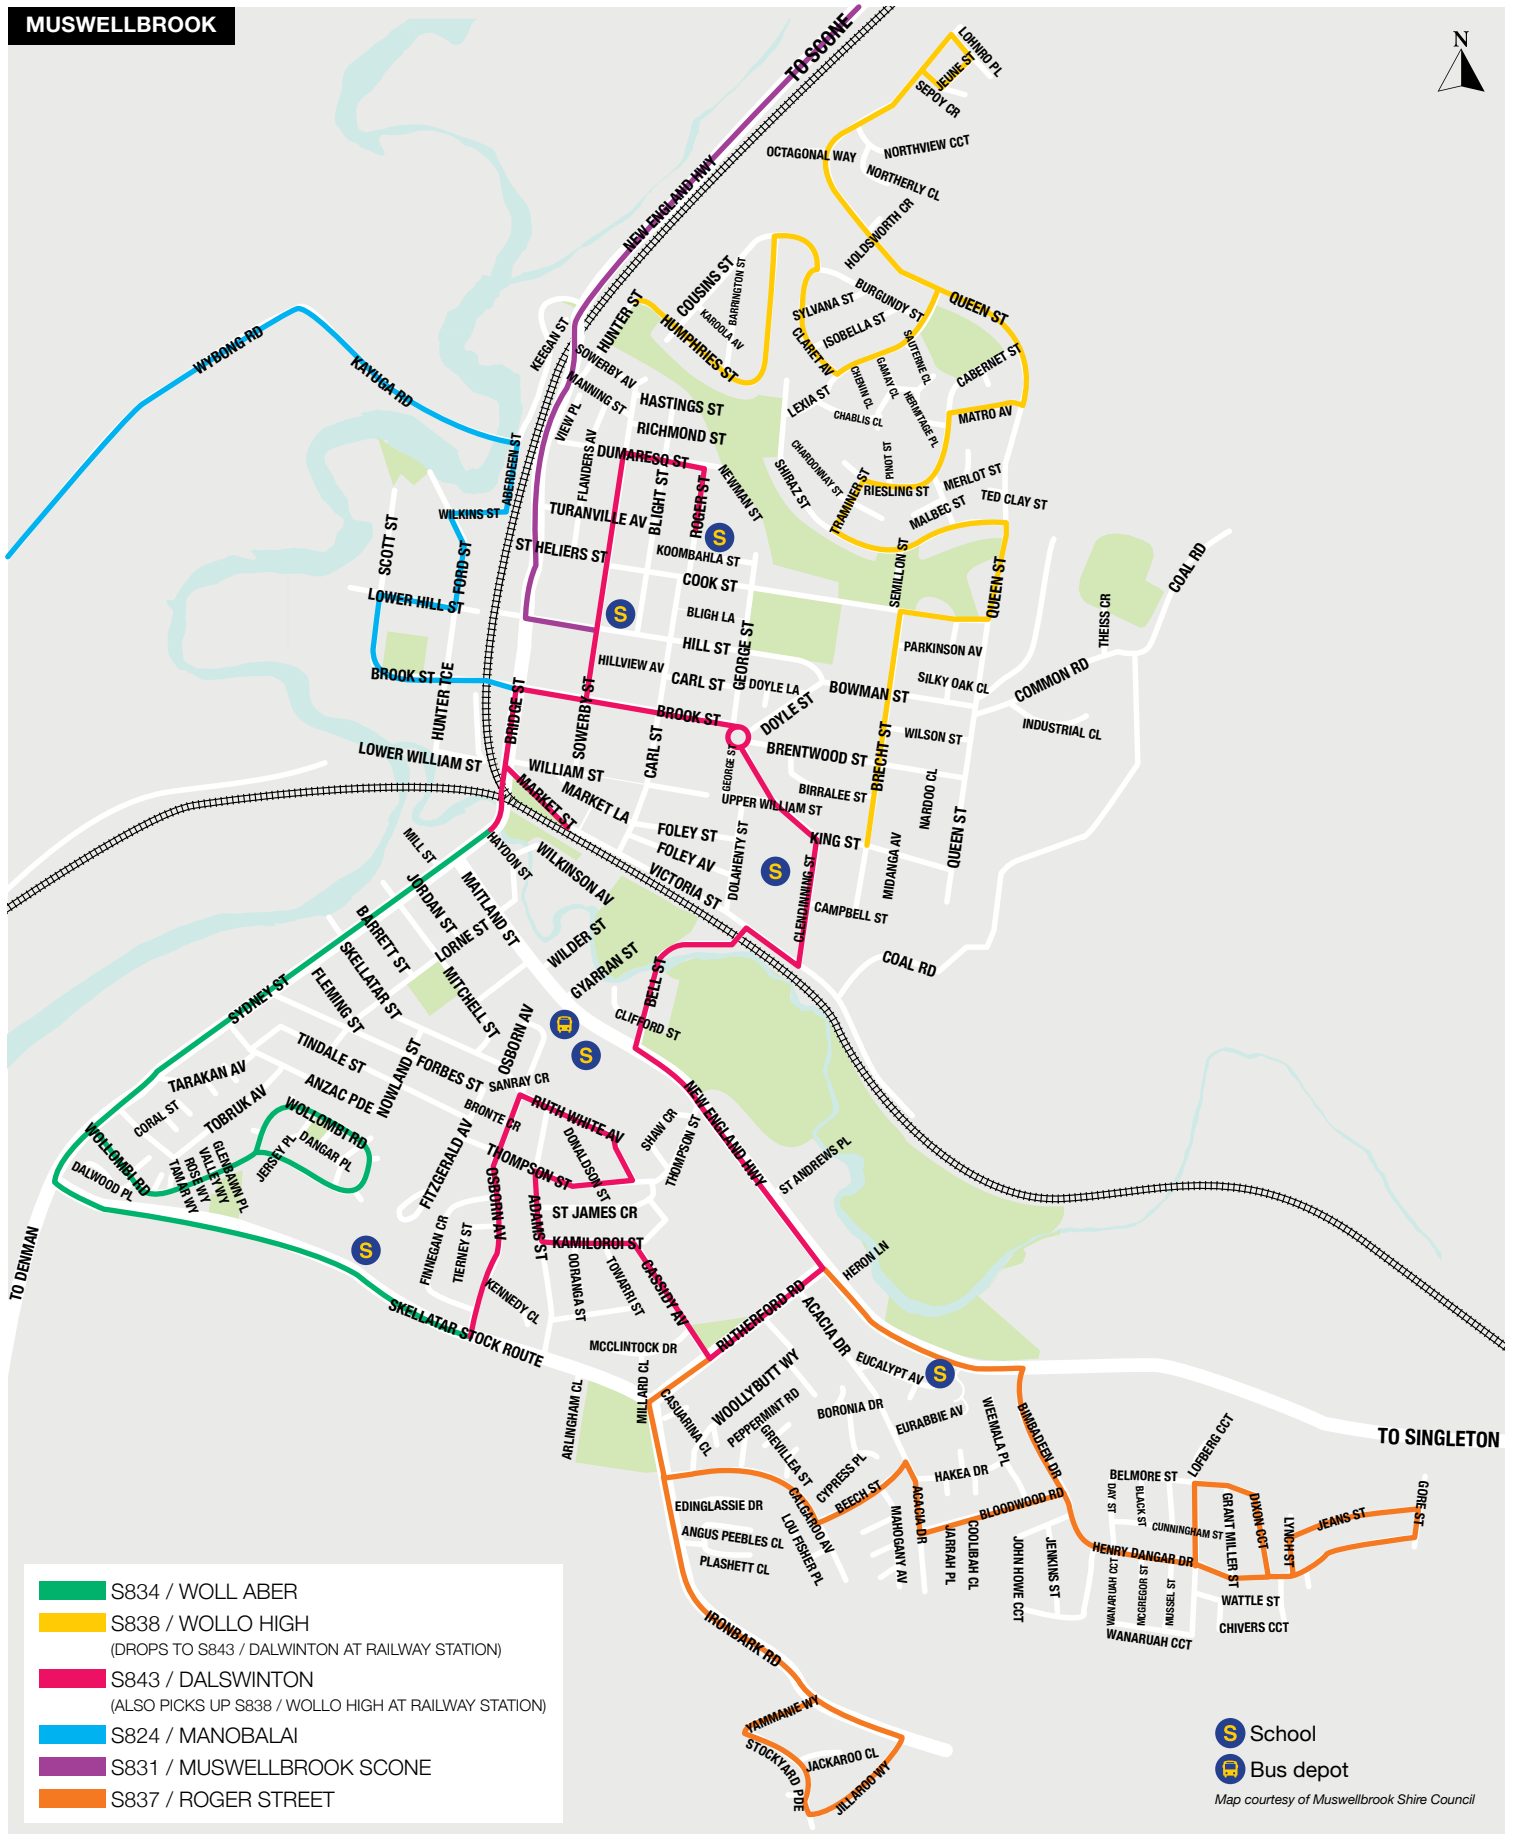 MUSWELLBROOK
N
TO SCONE
LOHNRO PL
JEUNE ST
SEPOY CR
OCTAGONAL WAY
NORTHVIEW CCT
NORTHERLY CL
NEW ENGLAND HWY
HOLDSWORTH CR
COUSINS ST
BARRINGTON ST
KAROOLA AV
HUNTER ST
HUMPHRIES ST
BURGUNDY ST
SYLVANA ST
ISOBELLA ST
QUEEN ST
CLARET AV
SAUTERNE CL
CABERNET ST
KEEGAN ST
SOWERBY AV
MANNING ST
WYBONG RD
KAYUGA RD
CHENIN CL
GAMAY CL
HERMITAGE PL
LEXIA ST
CHABLIS CL
MATRO AV
HASTINGS ST
VIEW PL
RICHMOND ST
FLANDERS AV
DUMARESQ ST
ABERDEEN ST
BLIGHT ST
ROGER ST
NEWMAN ST
CHARDONNAY ST
SHIRAZ ST
PINOT ST
TRAMINER ST
RIESLING ST
MERLOT ST
MALBEC ST
TED CLAY ST
WILKINS ST
TURANVILLE AV
SCOTT ST
FORD ST
ST HELIERS ST
S
KOOMBAHLA ST
COOK ST
SEMILLON ST
QUEEN ST
COAL RD
THEISS CR
LOWER HILL ST
S
BLIGH LA
HILL ST
GEORGE ST
PARKINSON AV
HILLVIEW AV
CARL ST
DOYLE LA
BOWMAN ST
SILKY OAK CL
COMMON RD
BROOK ST
HUNTER TCE
BRIDGE ST
SOWERBY ST
BROOK ST
DOYLE ST
INDUSTRIAL CL
WILSON ST
CARL ST
GEORGE ST
BRENTWOOD ST
BRECHT ST
LOWER WILLIAM ST
WILLIAM ST
MARKET ST
MARKET LA
BIRRALEE ST
UPPER WILLIAM ST
NARDOO CL
QUEEN ST
FOLEY ST
KING ST
FOLEY AV
DOLAHENTY ST
VICTORIA ST
S
CLENDINNING ST
MIDANGA AV
CAMPBELL ST
COAL RD
MILL ST
HAYDON ST
WILKINSON AV
MAITLAND ST
JORDAN ST
BARRETT ST
LORNE ST
SKELLATAR ST
MITCHELL ST
FLEMING ST
WILDER ST
GYARRAN ST
BELL ST
CLIFFORD ST
SYDNEY ST
OSBORN AV
S
TINDALE ST
FORBES ST
SANRAY CR
NOWLAND ST
TARAKAN AV
ANZAC PDE
CORAL ST
TOBRUK AV
WOLLOMBI RD
BRONTE CR
RUTH WHITE AV
NEW ENGLAND HWY
SHAW CR
THOMPSON ST
ST ANDREWS PL
DANGAR PL
JERSEY PL
WOLLOMBI RD
DALWOOD PL
GLENBAWN PL
VALLEY WY
ROSE WY
TAMAR WY
FITZGERALD AV
THOMPSON ST
DONALDSON ST
OSBORN AV
ADAMS ST
ST JAMES CR
KAMILOROI ST
S
FINNEGAN CR
TIERNEY ST
TO DENMAN
OORANGA ST
TOWARRI ST
CASSIDY AV
KENNEDY CL
HERON LN
SKELLATAR STOCK ROUTE
RUTHERFORD RD
ACACIA DR
MCCLINTOCK DR
EUCALYPT AV
S
MILLARD CL
ARLINGHAM CL
WOOLLYBUTT WY
CASUARINA CL
PEPPERMINT RD
GREVILLEA ST
BORONIA DR
EURABBIE AV
WEEMALA PL
BIMBADEEN DR
TO SINGLETON
CYPRESS PL
BEECH ST
HAKEA DR
BLOODWOOD RD
LOFBERG CCT
BELMORE ST
DAY ST
BLACK ST
CUNNINGHAM ST
GRANT MILLER ST
DIXON CCT
LYNCH ST
JEANS ST
GORE ST
EDINGLASSIE DR
CALGAROO AV
LOU FISHER PL
ANGUS PEEBLES CL
PLASHETT CL
MAHOGANY AV
ACACIA DR
JARRAH PL
COOLIBAH CL
JOHN HOWE CCT
JENKINS ST
HENRY DANGAR DR
WANARUAH CCT
MCGREGOR ST
MUSSEL ST
WATTLE ST
CHIVERS CCT
WANARUAH CCT
IRONBARK RD
YAMMANIE WY
STOCKYARD PDE
JACKAROO CL
JILLAROO WY
S834 / WOLL ABER
S838 / WOLLO HIGH
(DROPS TO S843 / DALWINTON AT RAILWAY STATION)
S843 / DALSWINTON
(ALSO PICKS UP S838 / WOLLO HIGH AT RAILWAY STATION)
S824 / MANOBALAI
S831 / MUSWELLBROOK SCONE
S837 / ROGER STREET
S School
Bus depot
Map courtesy of Muswellbrook Shire Council